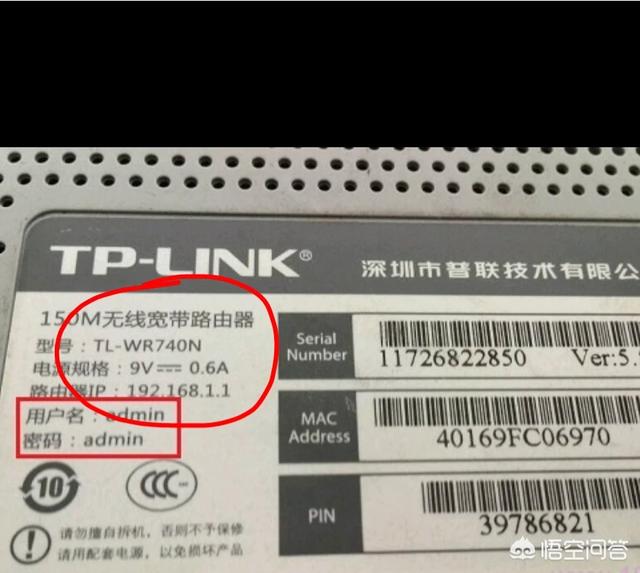 TP-LINK®
深圳市普联技术有限公
150M无线宽带路由器
型号：TL-WR740N
电源规格：9V⎓0.6A
路由器IP：192.168.1.1
用户名：admin
密码：admin
Serial Number
11726822850 Ver:5.
MAC Address
40169FC06970
PIN
39786821
10
CCC
请勿擅自拆机，否则不予保修
请用配套电源，以免损坏产品
悟空问答